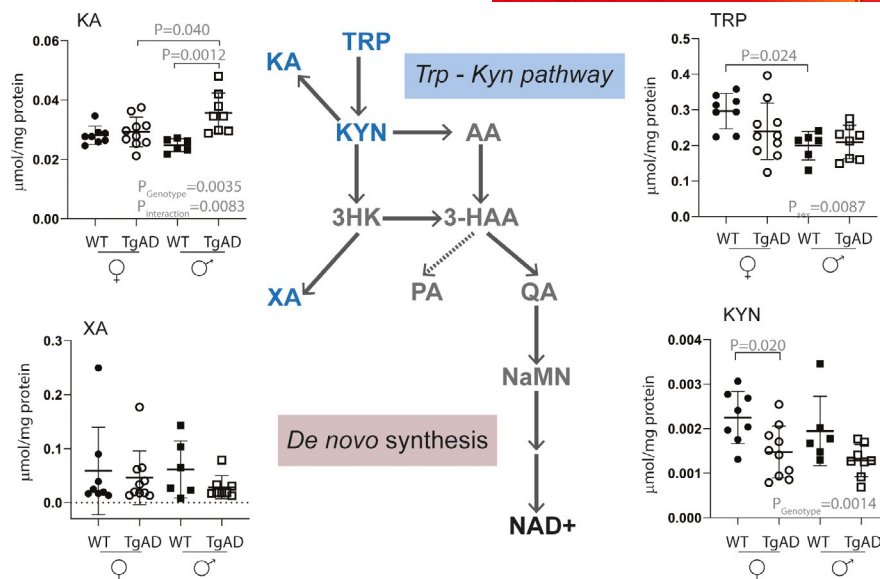 KA
P=0.040
P=0.0012
0.06
0.04
0.02
0.00
μmol/mg protein
P Genotype=0.0035
P Interaction=0.0083
WT TgAD WT TgAD
♀ ♂
TRP
KA
Trp - Kyn pathway
KYN
AA
3HK
3-HAA
XA
PA
QA
NaMN
De novo synthesis
NAD+
TRP
P=0.024
0.5
0.4
0.3
0.2
0.1
0.0
μmol/mg protein
P sex=0.0087
WT TgAD WT TgAD
♀ ♂
XA
0.3
0.2
0.1
0.0
μmol/mg protein
WT TgAD WT TgAD
♀ ♂
KYN
P=0.020
0.004
0.003
0.002
0.001
0.000
μmol/mg protein
P Genotype=0.0014
WT TgAD WT TgAD
♀ ♂